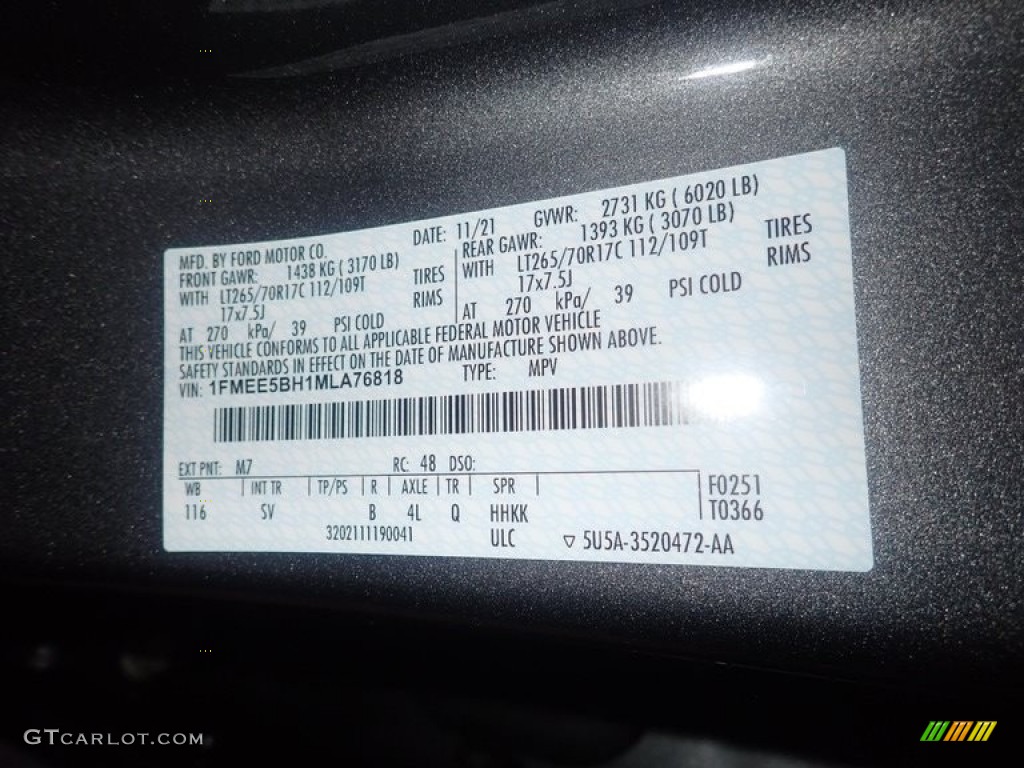 MFD. BY FORD MOTOR CO.
DATE: 11/21
GVWR: 2731 KG ( 6020 LB)
FRONT GAWR: 1438 KG ( 3170 LB)
WITH LT265/70R17C 112/109T TIRES
17x7.5J RIMS
AT 270 kPa/ 39 PSI COLD
REAR GAWR: 1393 KG ( 3070 LB)
WITH LT265/70R17C 112/109T TIRES
17x7.5J RIMS
AT 270 kPa/ 39 PSI COLD
THIS VEHICLE CONFORMS TO ALL APPLICABLE FEDERAL MOTOR VEHICLE
SAFETY STANDARDS IN EFFECT ON THE DATE OF MANUFACTURE SHOWN ABOVE.
VIN: 1FMEE5BH1MLA76818 TYPE: MPV
EXT PNT: M7 RC: 48 DSO:
WB INT TR TP/PS R AXLE TR SPR F0251
116 SV B 4L Q HHKK T0366
3202111190041 ULC ▽ 5U5A-3520472-AA
GTCARLOT.COM